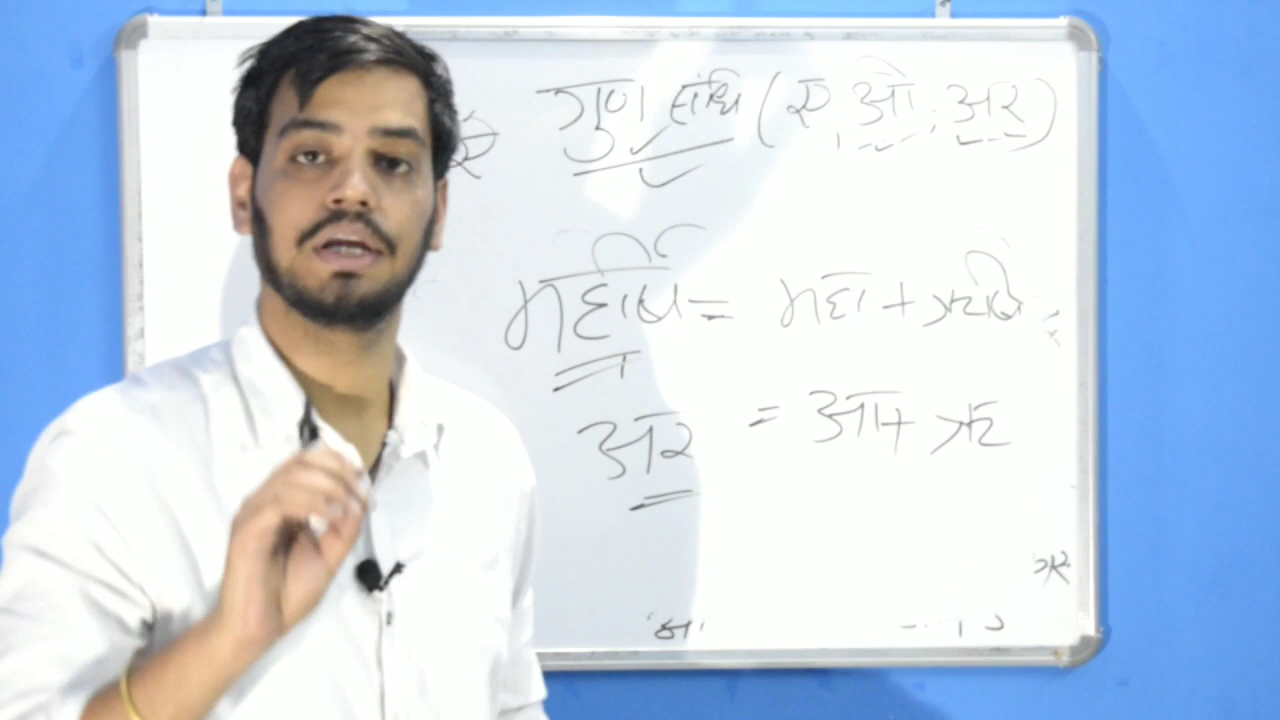 गुण संधि (ए, ओ, अर)
महर्षि = महा + ऋषि
अर = आ + ऋ
ऋ